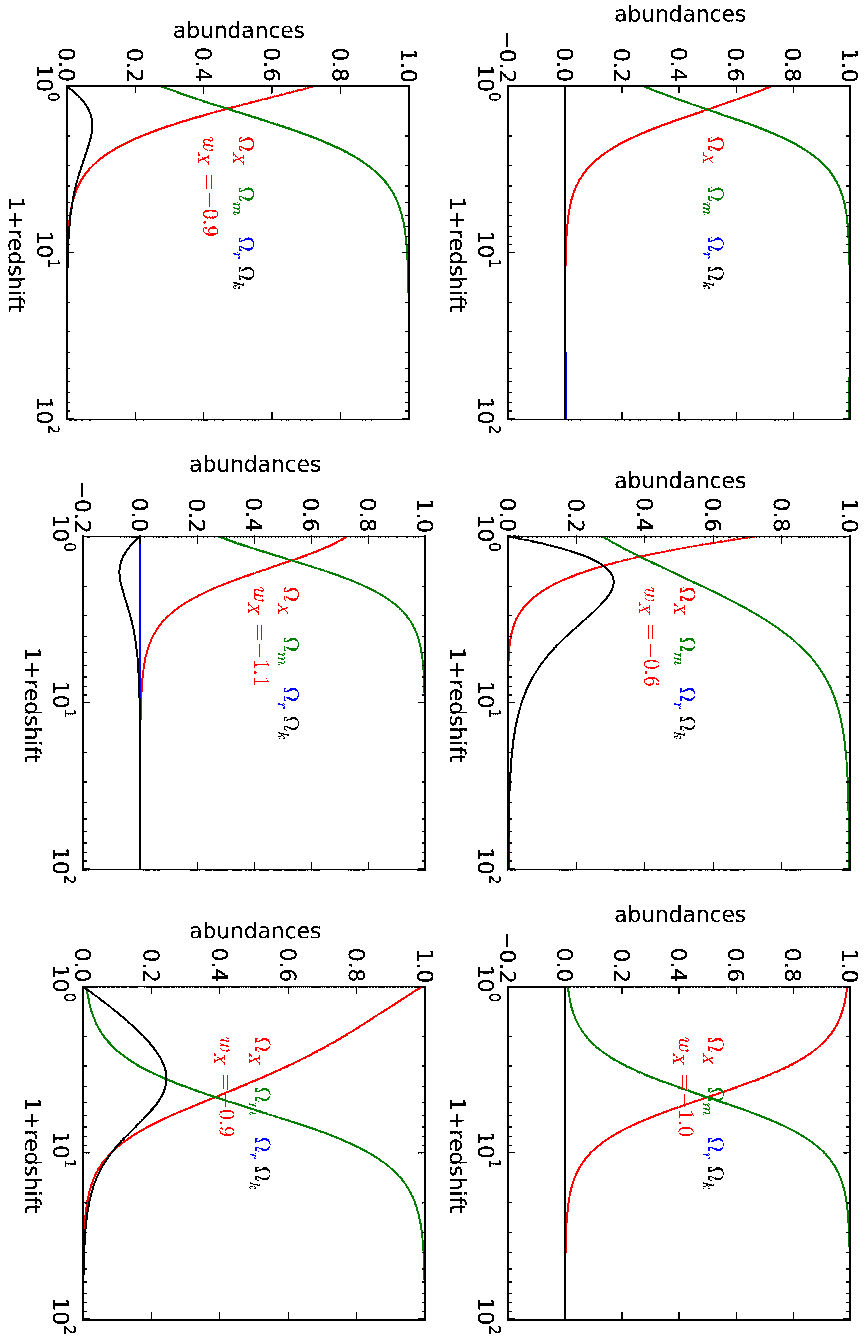 abundances
1.0
0.8
0.6
0.4
0.2
0.0
−0.2
Ω_X Ω_m Ω_r Ω_k
10^0 10^1 10^2
1+redshift
abundances
1.0
0.8
0.6
0.4
0.2
0.0
Ω_X Ω_m Ω_r Ω_k
w_X = −0.6
10^0 10^1 10^2
1+redshift
abundances
1.0
0.8
0.6
0.4
0.2
0.0
−0.2
Ω_X Ω_m Ω_r Ω_k
w_X = −1.0
10^0 10^1 10^2
1+redshift
abundances
1.0
0.8
0.6
0.4
0.2
0.0
Ω_X Ω_m Ω_r Ω_k
w_X = −0.9
10^0 10^1 10^2
1+redshift
abundances
1.0
0.8
0.6
0.4
0.2
0.0
−0.2
Ω_X Ω_m Ω_r Ω_k
w_X = −1.1
10^0 10^1 10^2
1+redshift
abundances
1.0
0.8
0.6
0.4
0.2
0.0
Ω_X Ω_m Ω_r Ω_k
w_X = −0.9
10^0 10^1 10^2
1+redshift